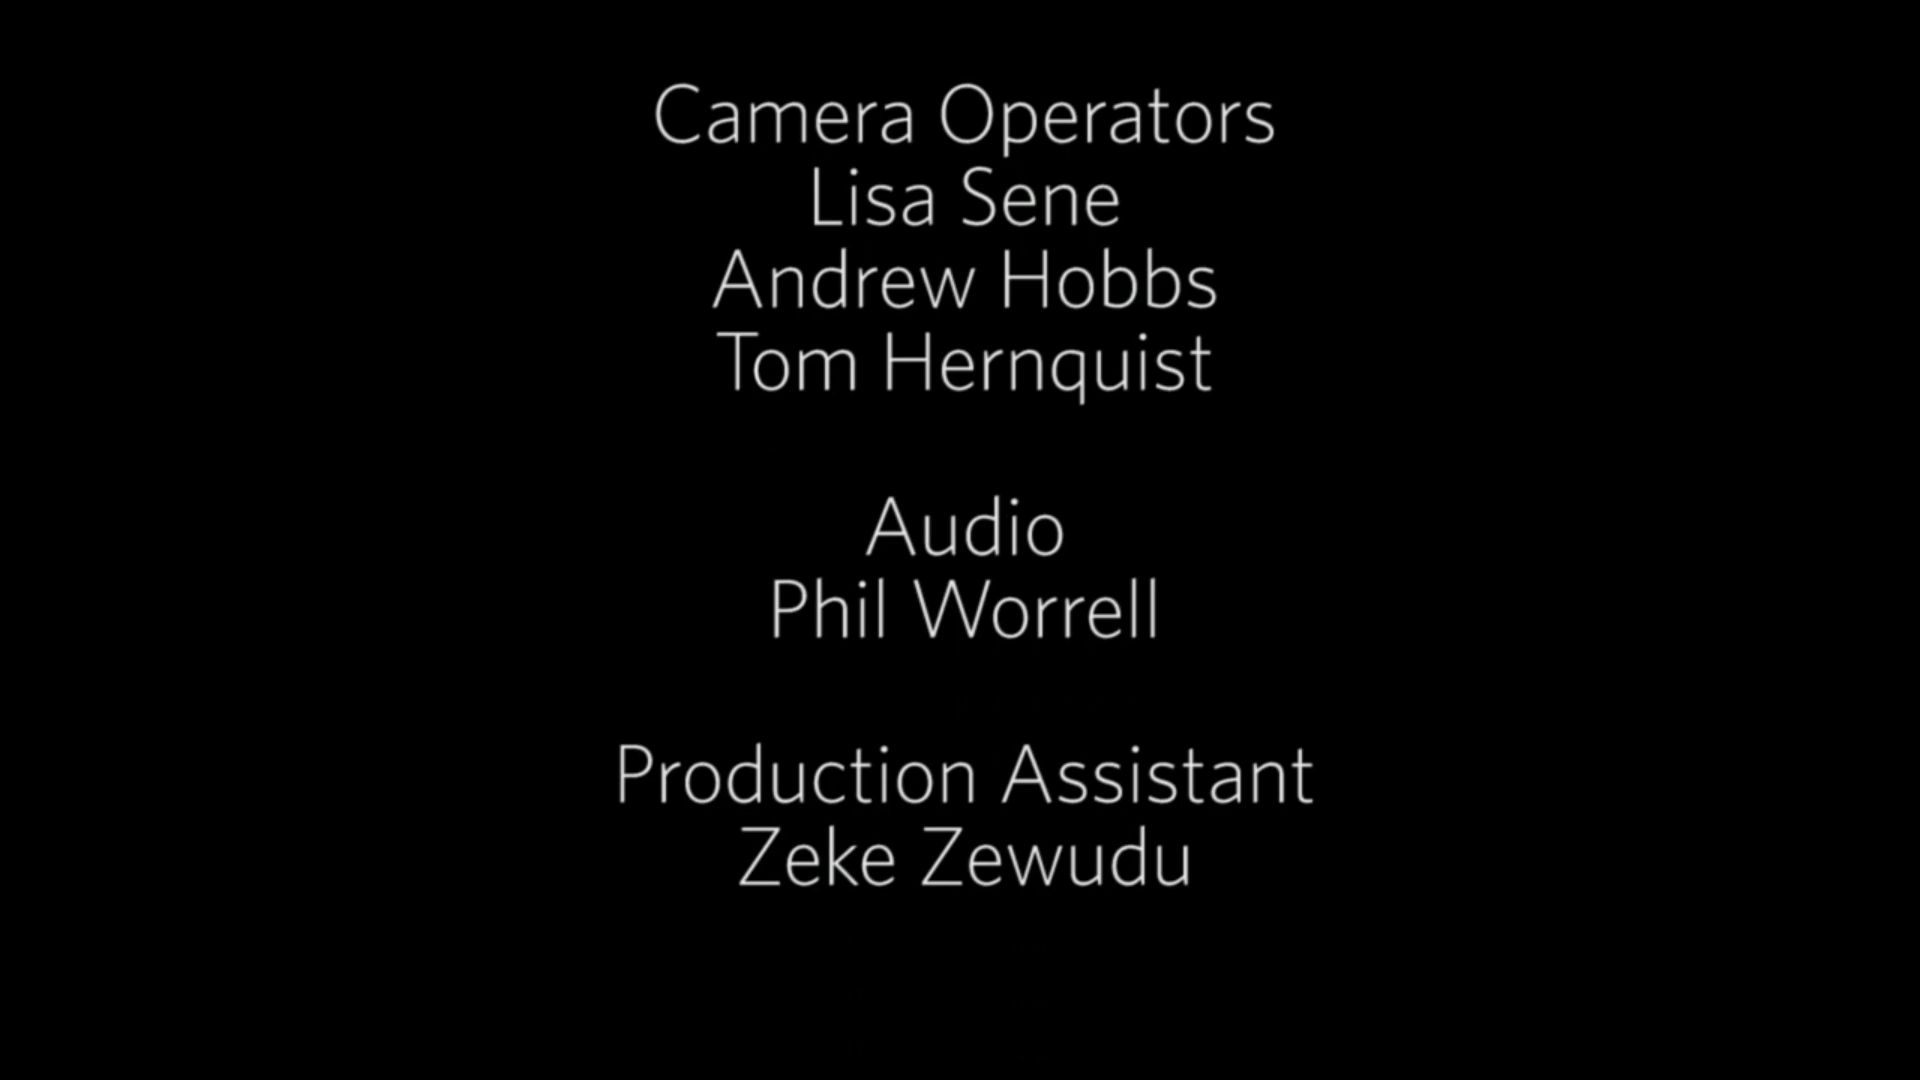 Camera Operators
Lisa Sene
Andrew Hobbs
Tom Hernquist
Audio
Phil Worrell
Production Assistant
Zeke Zewudu